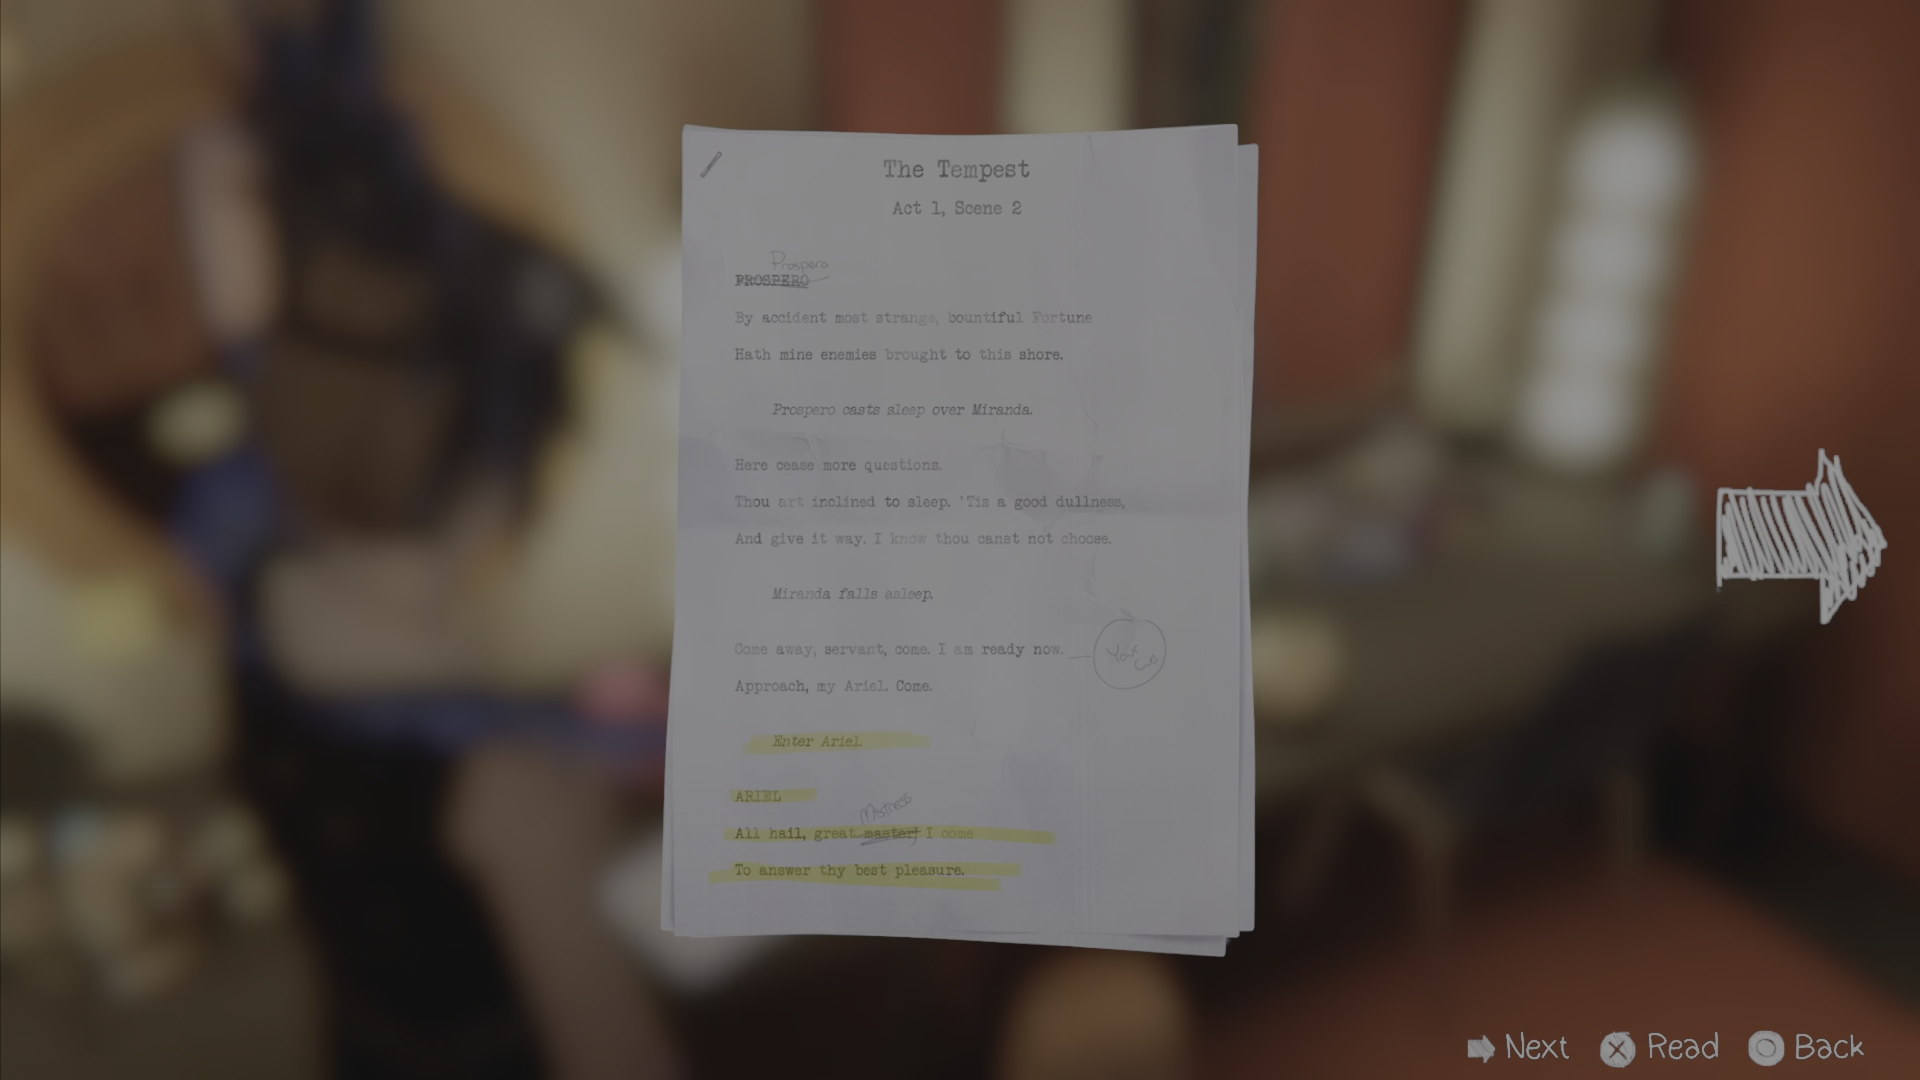 The Tempest
Act 1, Scene 2
Prospera
PROSPERO
By accident most strange, bountiful Fortune
Hath mine enemies brought to this shore.
Prospero casts sleep over Miranda.
Here cease more questions.
Thou art inclined to sleep. 'Tis a good dullness,
And give it way. I know thou canst not choose.
Miranda falls asleep.
Come away, servant, come. I am ready now.
Your cue
Approach, my Ariel. Come.
Enter Ariel.
ARIEL
Mistress
All hail, great master, I come
To answer thy best pleasure.
Next Read Back